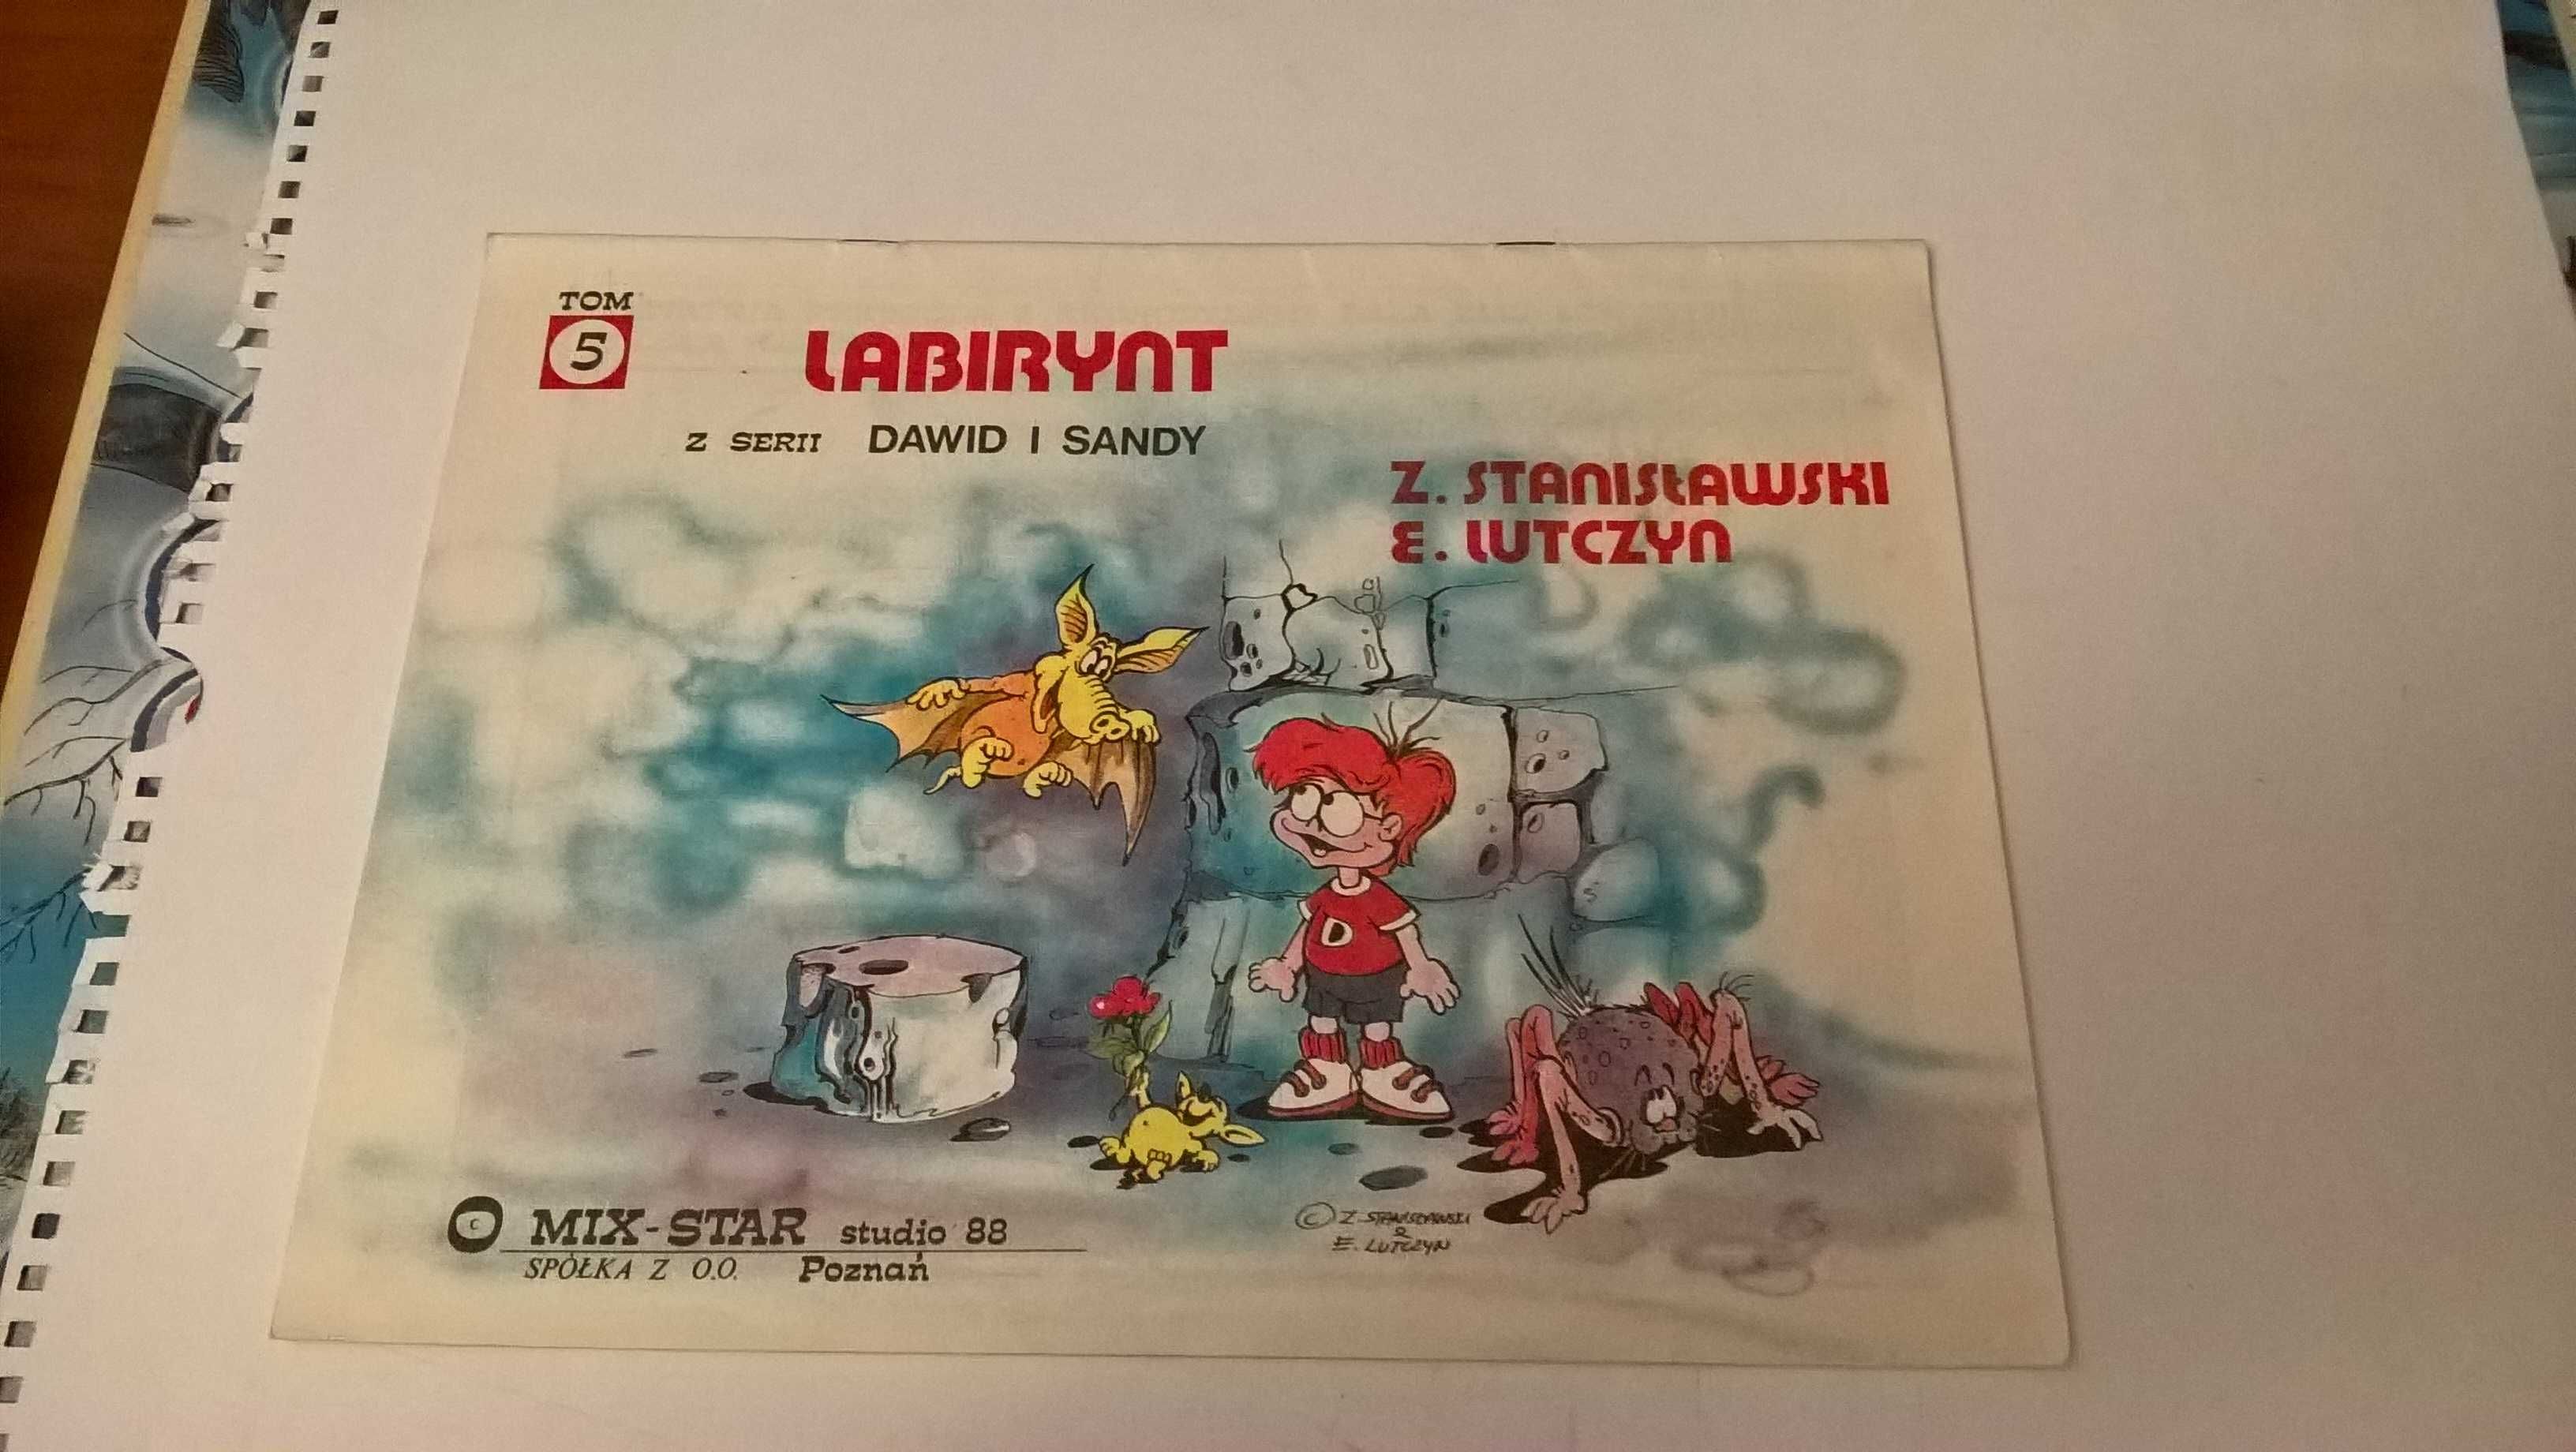 TOM
5
LABIRYNT
Z SERII DAWID I SANDY
Z. STANISŁAWSKI
E. LUTCZYN
D
© Z. STANISŁAWSKI
&
E. LUTCZYN
© MIX-STAR studio 88
SPÓŁKA Z O.O. Poznań